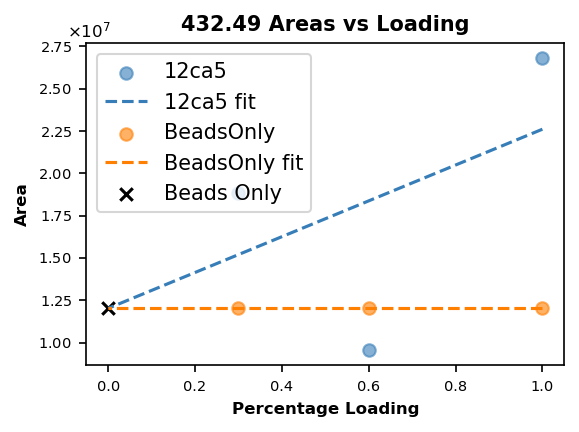 432.49 Areas vs Loading
×10⁷
2.75
2.50
2.25
2.00
1.75
1.50
1.25
1.00
Area
12ca5
12ca5 fit
BeadsOnly
BeadsOnly fit
Beads Only
0.0 0.2 0.4 0.6 0.8 1.0
Percentage Loading